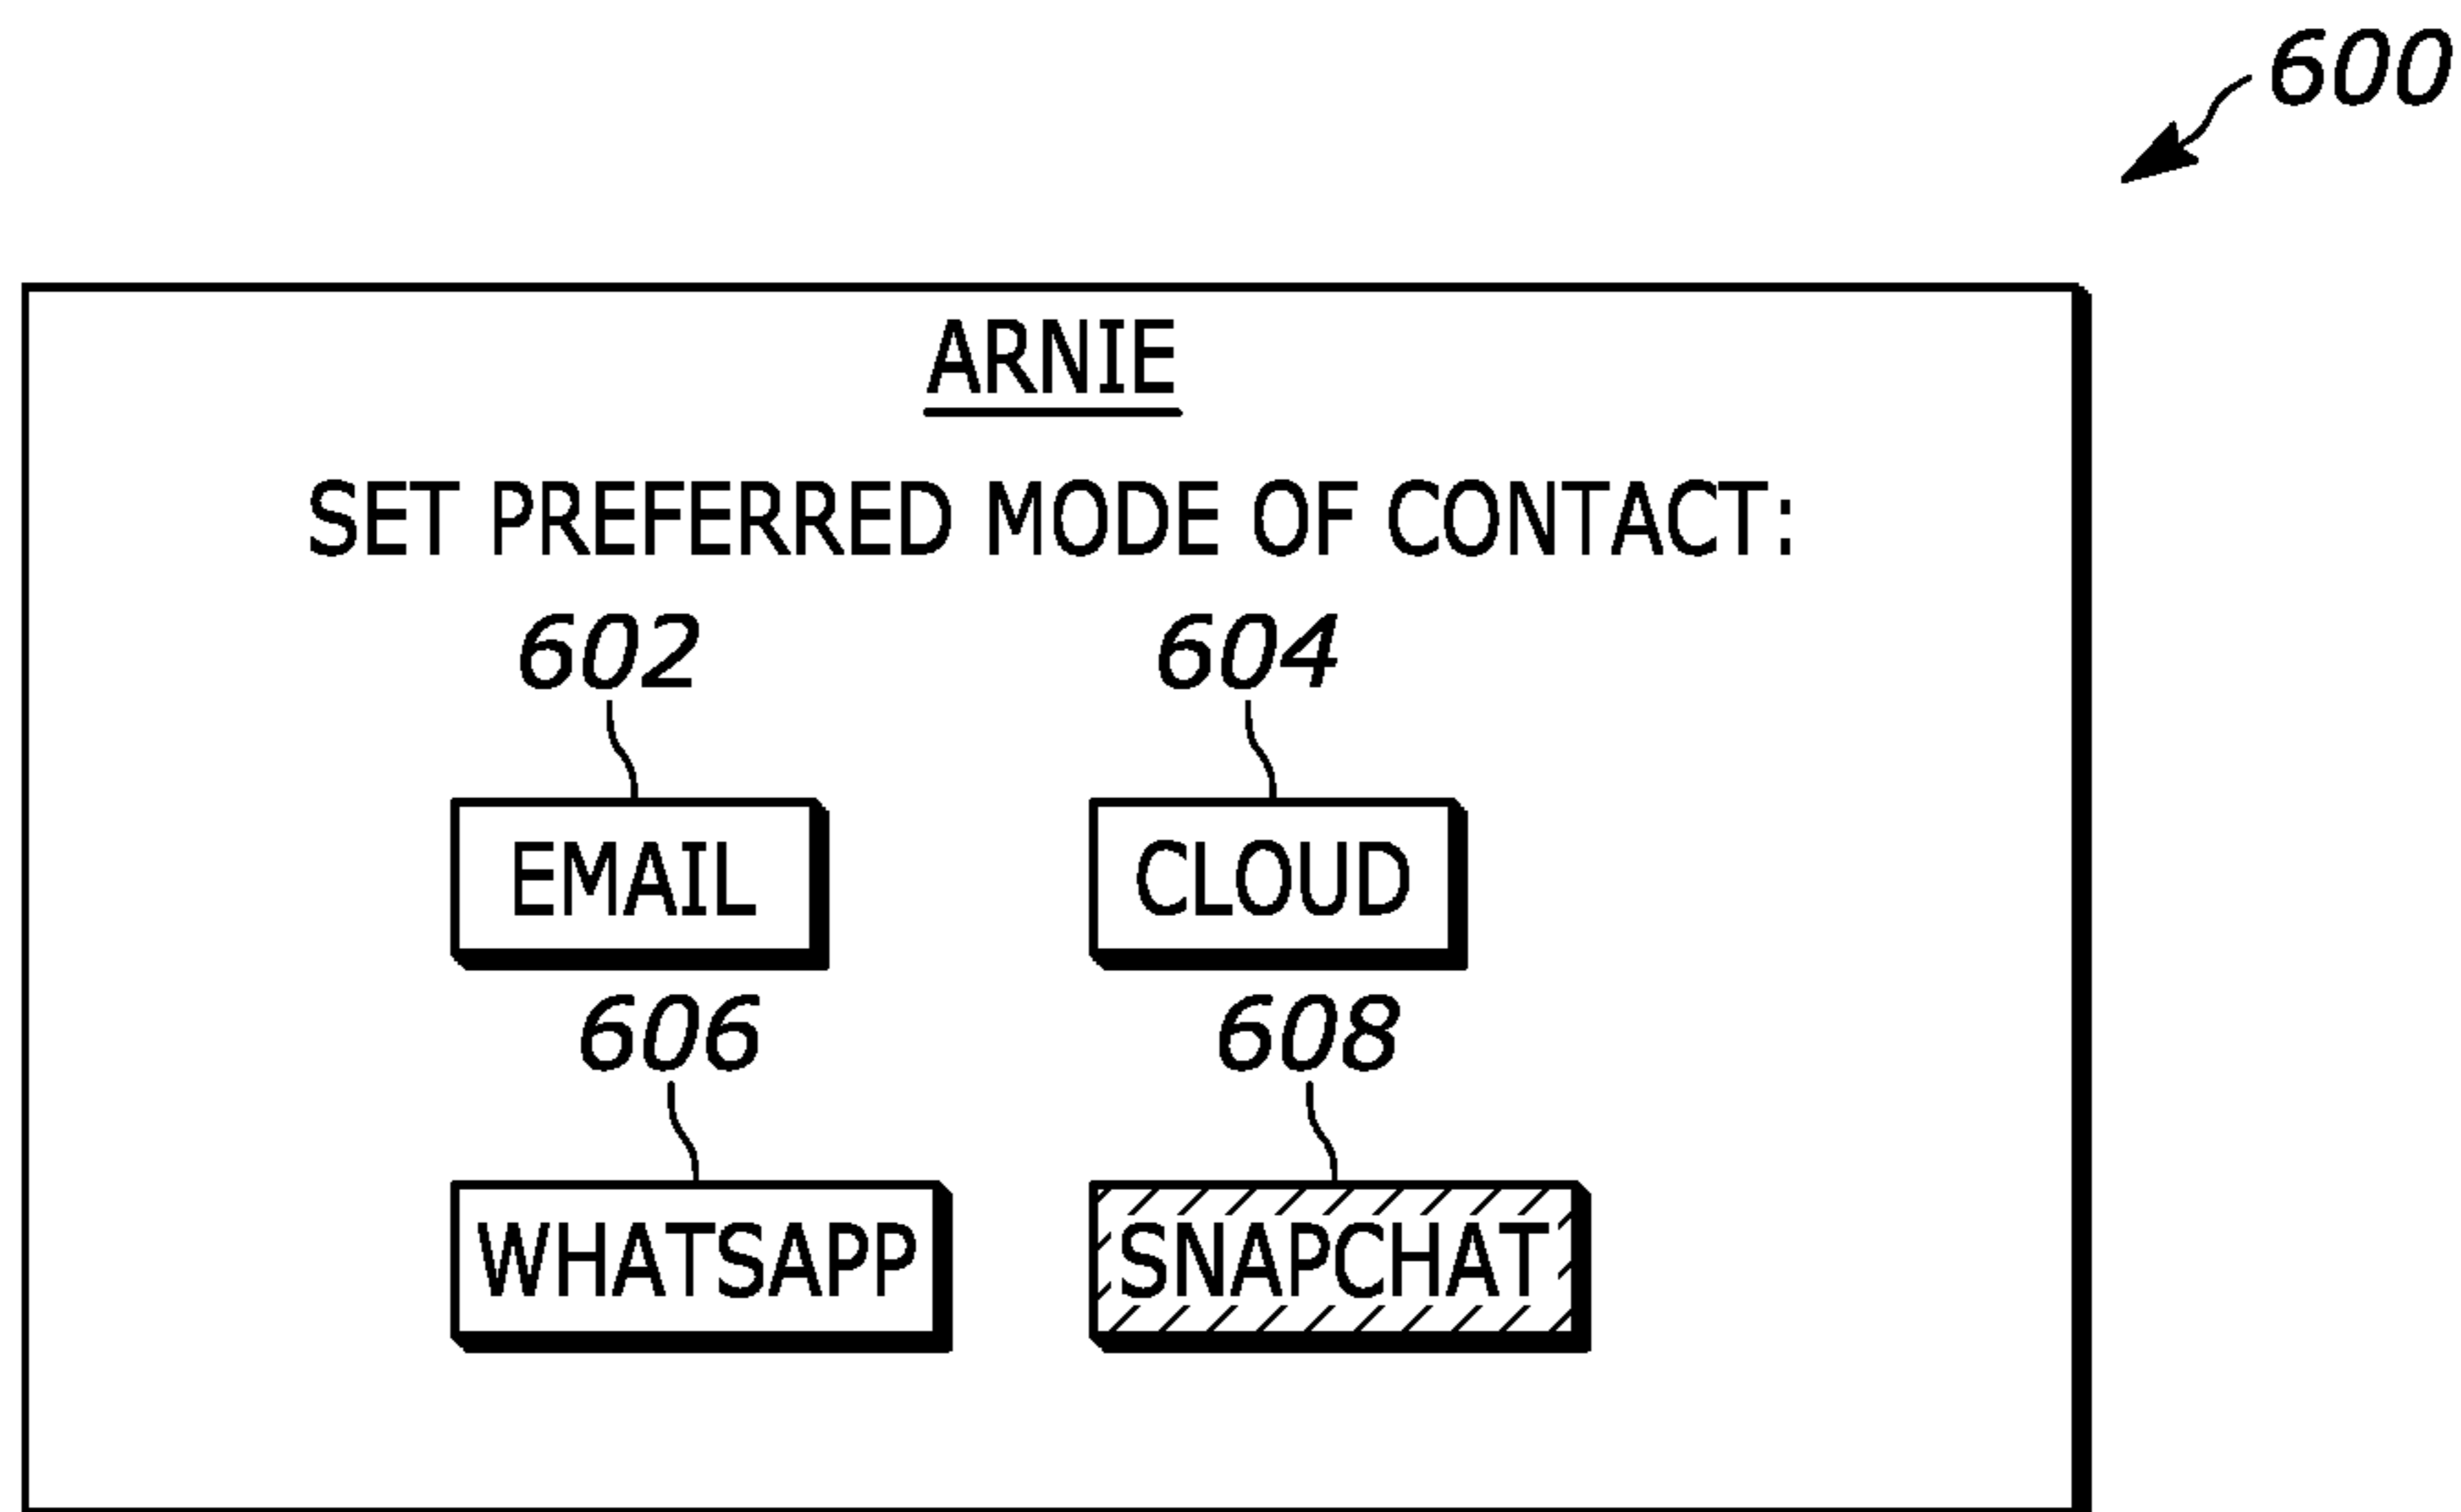 600
ARNIE
SET PREFERRED MODE OF CONTACT:
602 604
EMAIL CLOUD
606 608
WHATSAPP SNAPCHAT